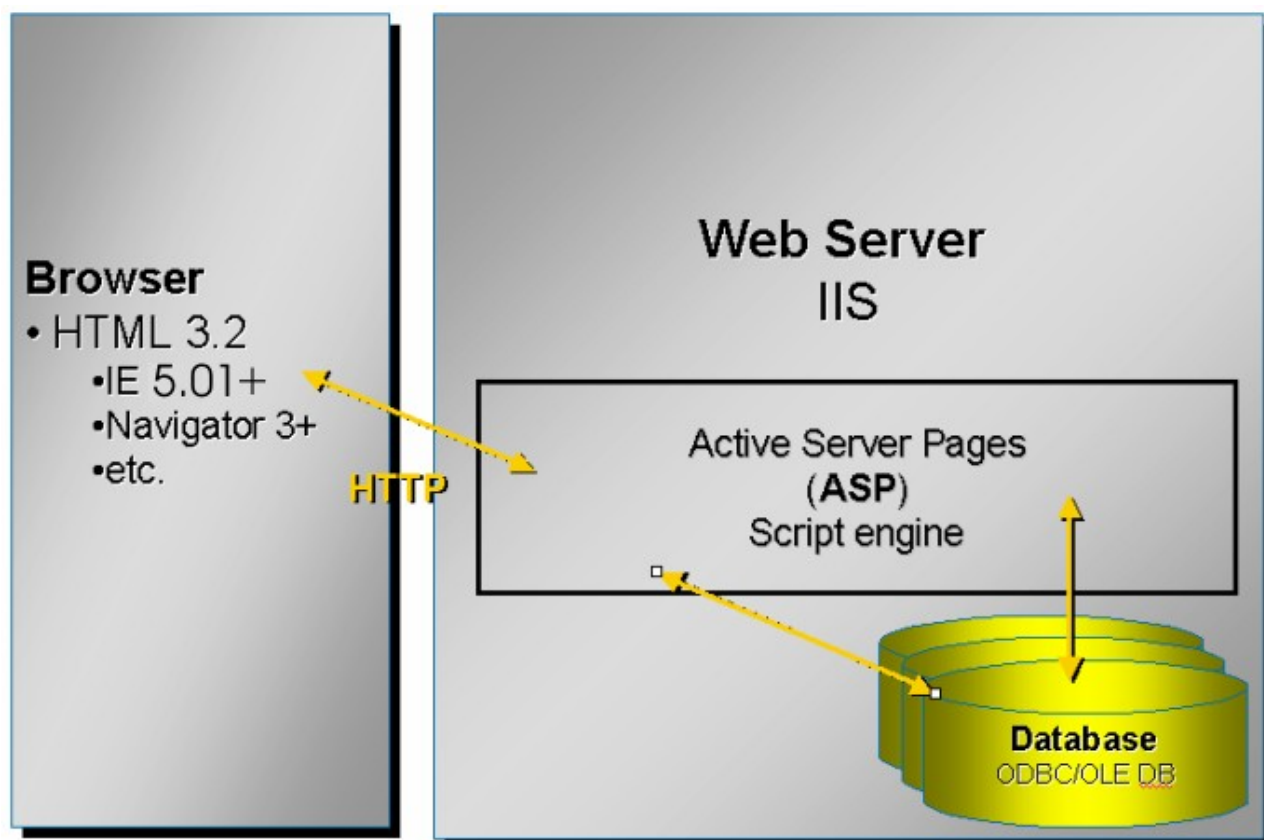 Browser
• HTML 3.2
•IE 5.01+
•Navigator 3+
•etc.
HTTP
Web Server
IIS
Active Server Pages
(ASP)
Script engine
Database
ODBC/OLE DB